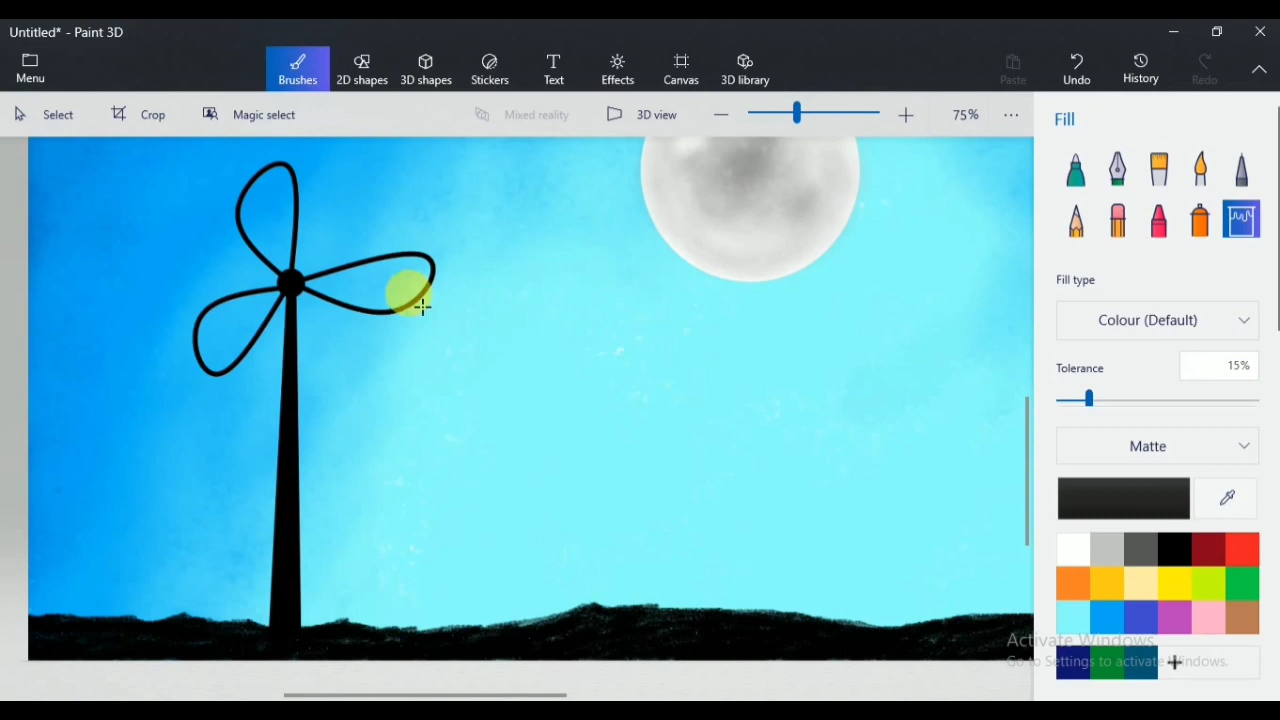 Untitled* - Paint 3D
Menu
Brushes
2D shapes
3D shapes
Stickers
Text
Effects
Canvas
3D library
Paste
Undo
History
Redo
Select
Crop
Magic select
Mixed reality
3D view
75%
Fill
Fill type
Colour (Default)
Tolerance
15%
Matte
Activate Windows
Go to Settings to activate Windows.